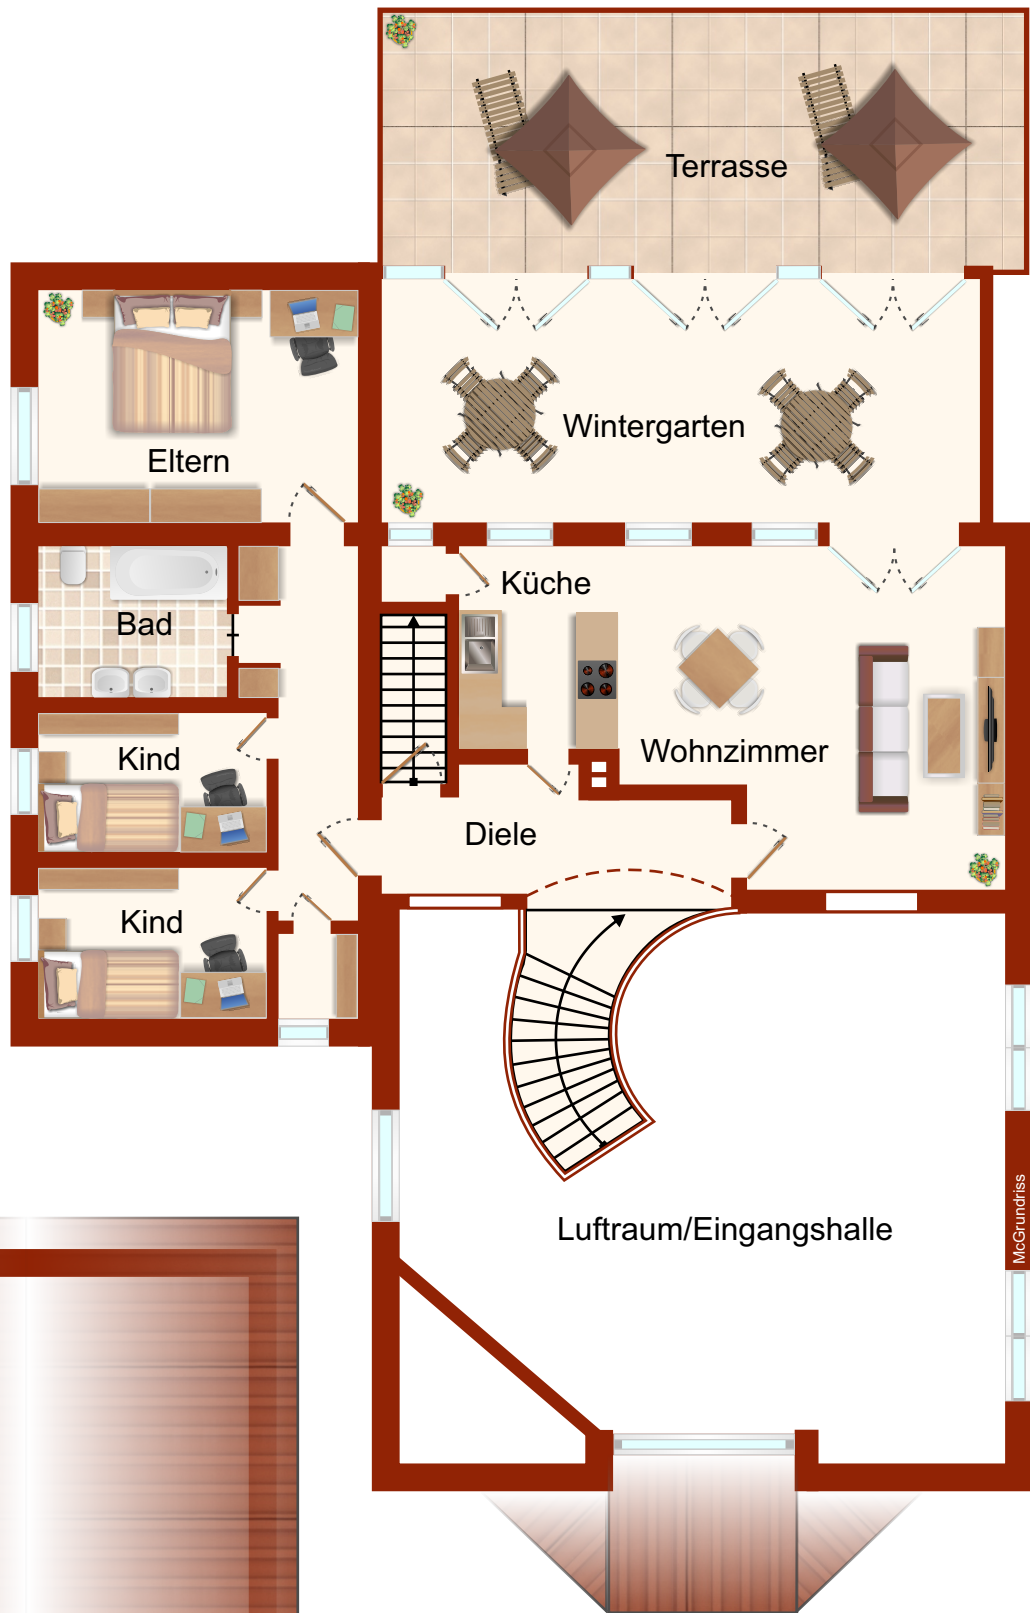 Terrasse
Wintergarten
Eltern
Küche
Bad
Wohnzimmer
Kind
Diele
Kind
McGrundriss
Luftraum/Eingangshalle